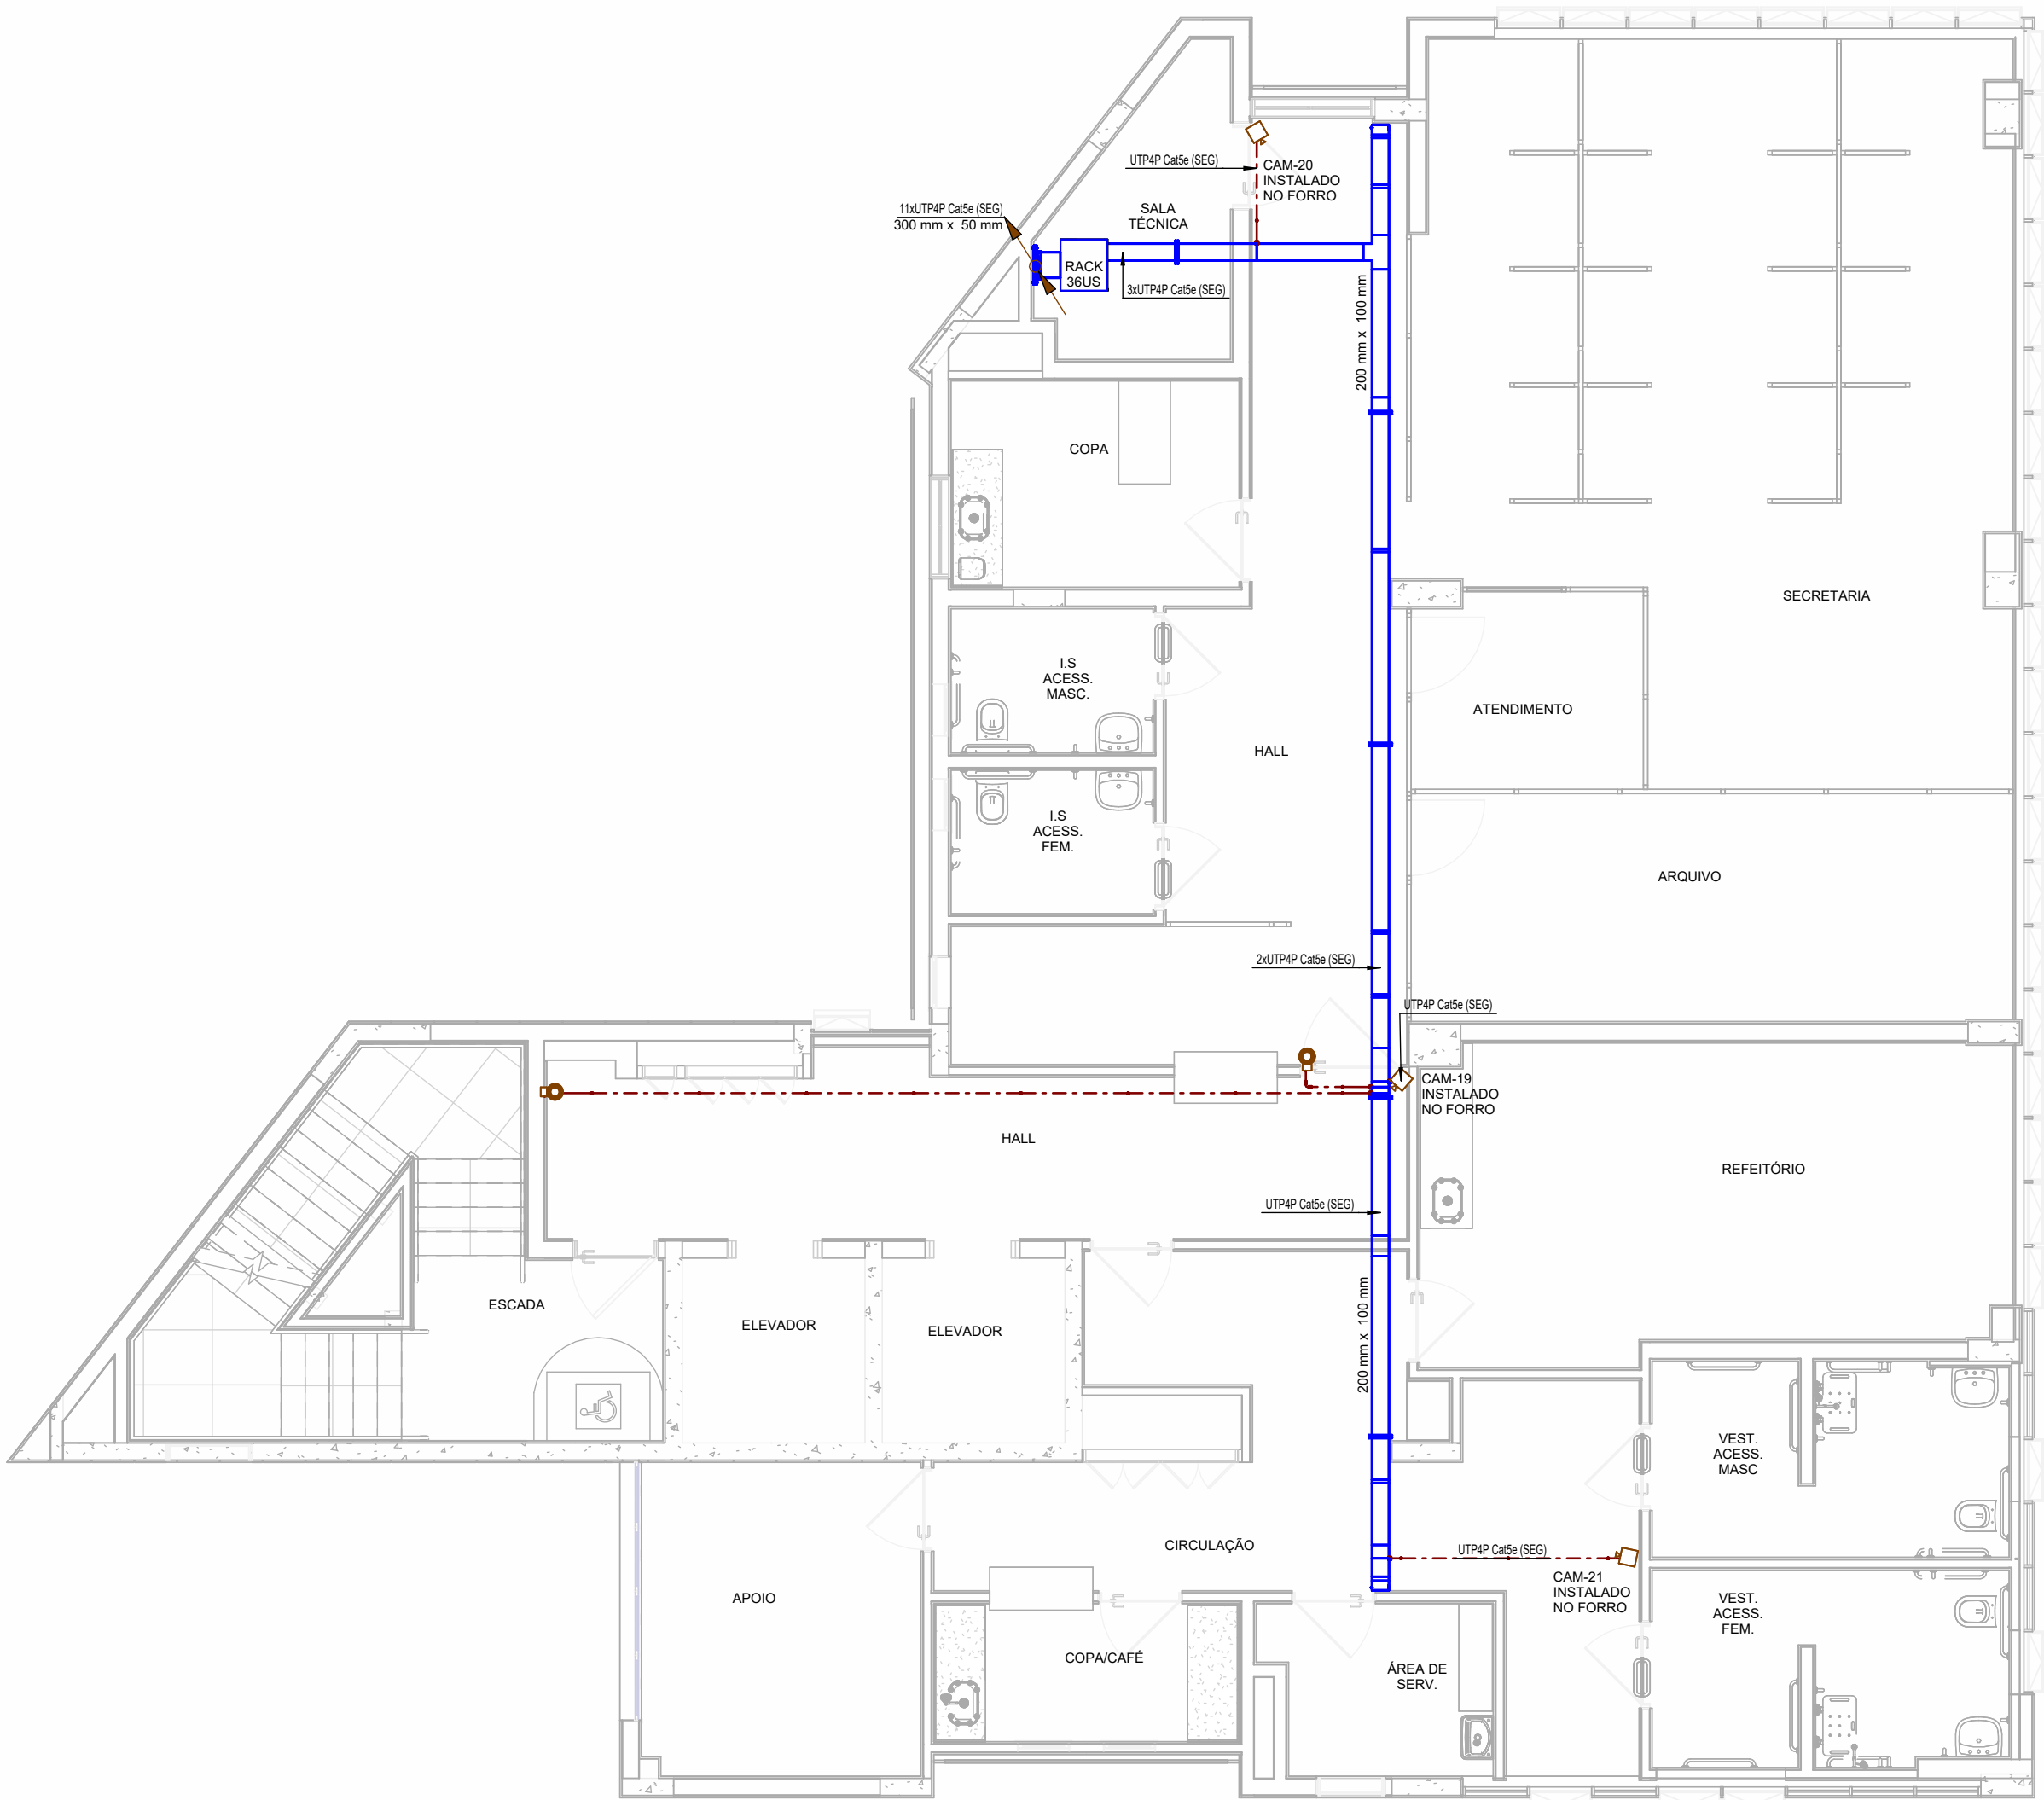 UTP4P Cat5e (SEG)
CAM-20
INSTALADO
NO FORRO
11xUTP4P Cat5e (SEG)
300 mm x 50 mm
SALA
TÉCNICA
RACK
36US
3xUTP4P Cat5e (SEG)
200 mm x 100 mm
COPA
SECRETARIA
I.S
ACESS.
MASC.
ATENDIMENTO
HALL
I.S
ACESS.
FEM.
ARQUIVO
2xUTP4P Cat5e (SEG)
UTP4P Cat5e (SEG)
CAM-19
INSTALADO
NO FORRO
HALL
REFEITÓRIO
UTP4P Cat5e (SEG)
ESCADA
ELEVADOR
ELEVADOR
200 mm x 100 mm
VEST.
ACESS.
MASC
CIRCULAÇÃO
UTP4P Cat5e (SEG)
CAM-21
INSTALADO
NO FORRO
APOIO
VEST.
ACESS.
FEM.
COPA/CAFÉ
ÁREA DE
SERV.